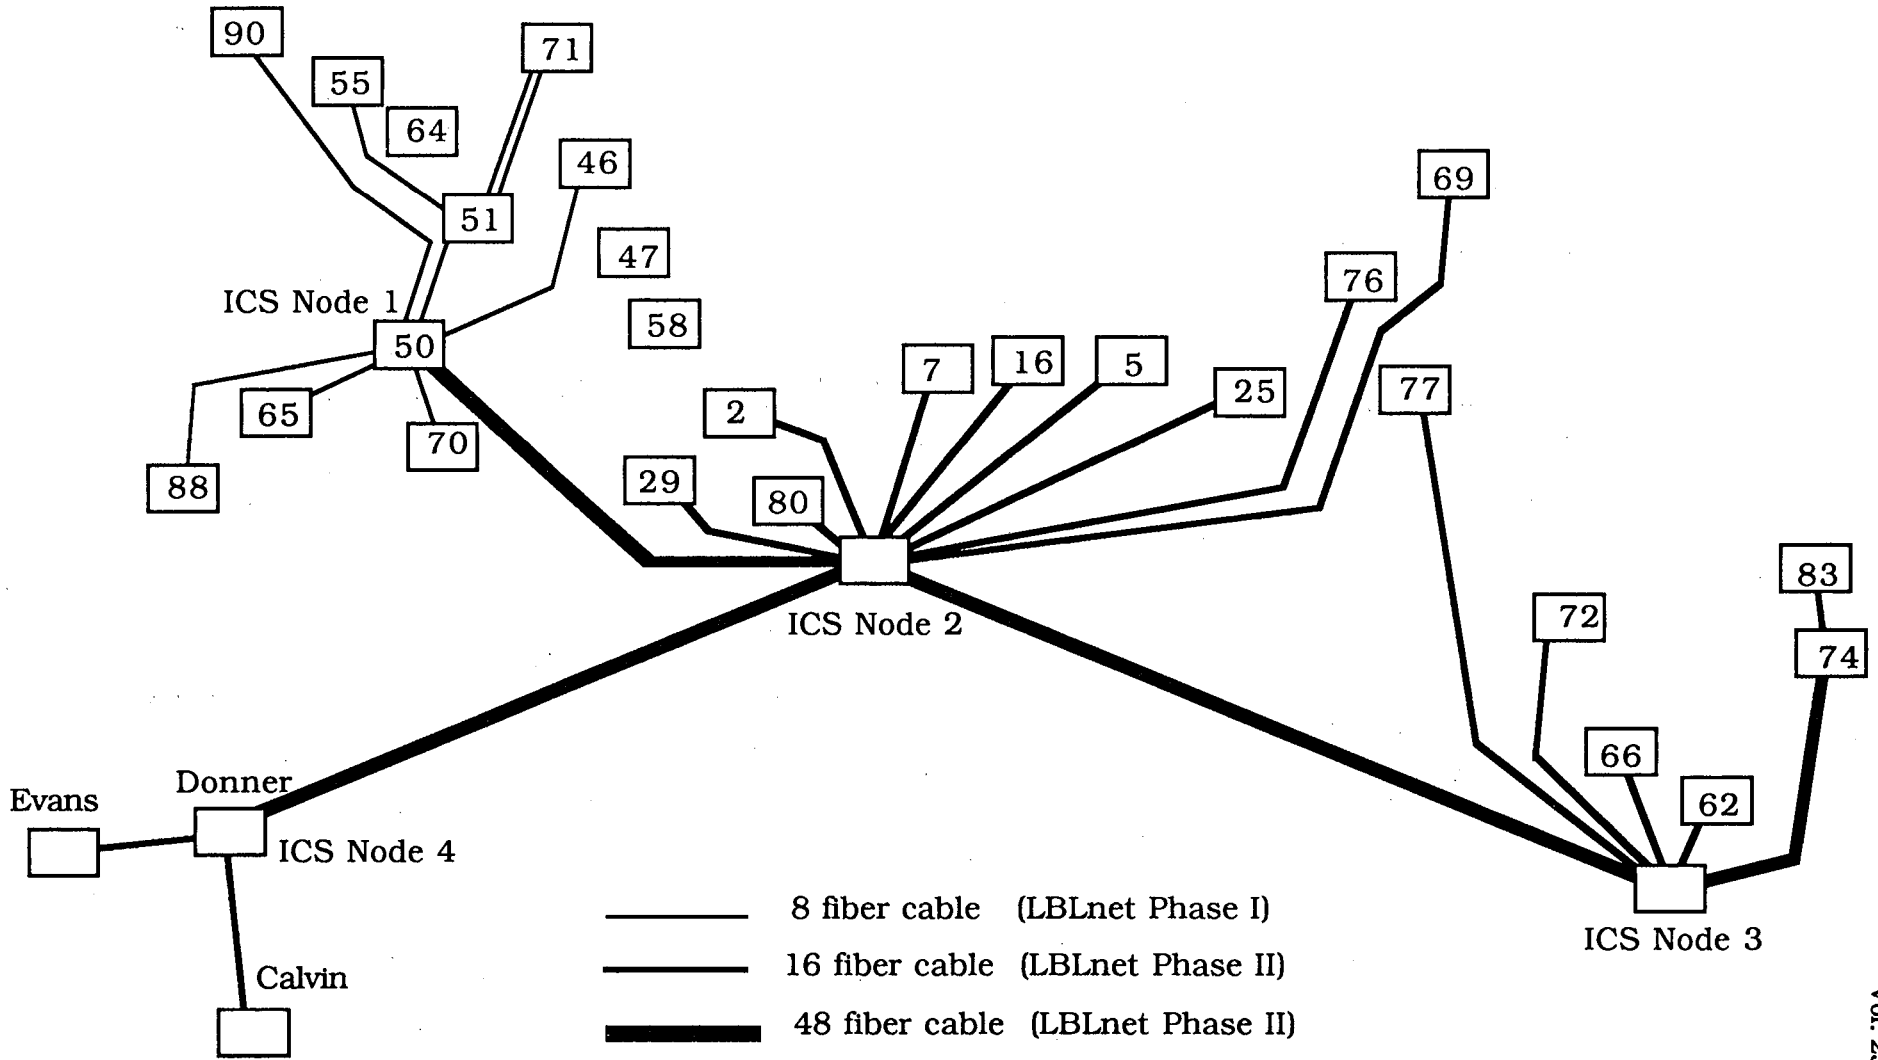 90
71
55
64
46
69
51
47
76
ICS Node 1
58
50
7
16
5
77
25
2
65
70
29
88
80
83
ICS Node 2
72
74
66
Donner
Evans
62
ICS Node 4
8 fiber cable (LBLnet Phase I)
ICS Node 3
16 fiber cable (LBLnet Phase II)
Calvin
48 fiber cable (LBLnet Phase II)